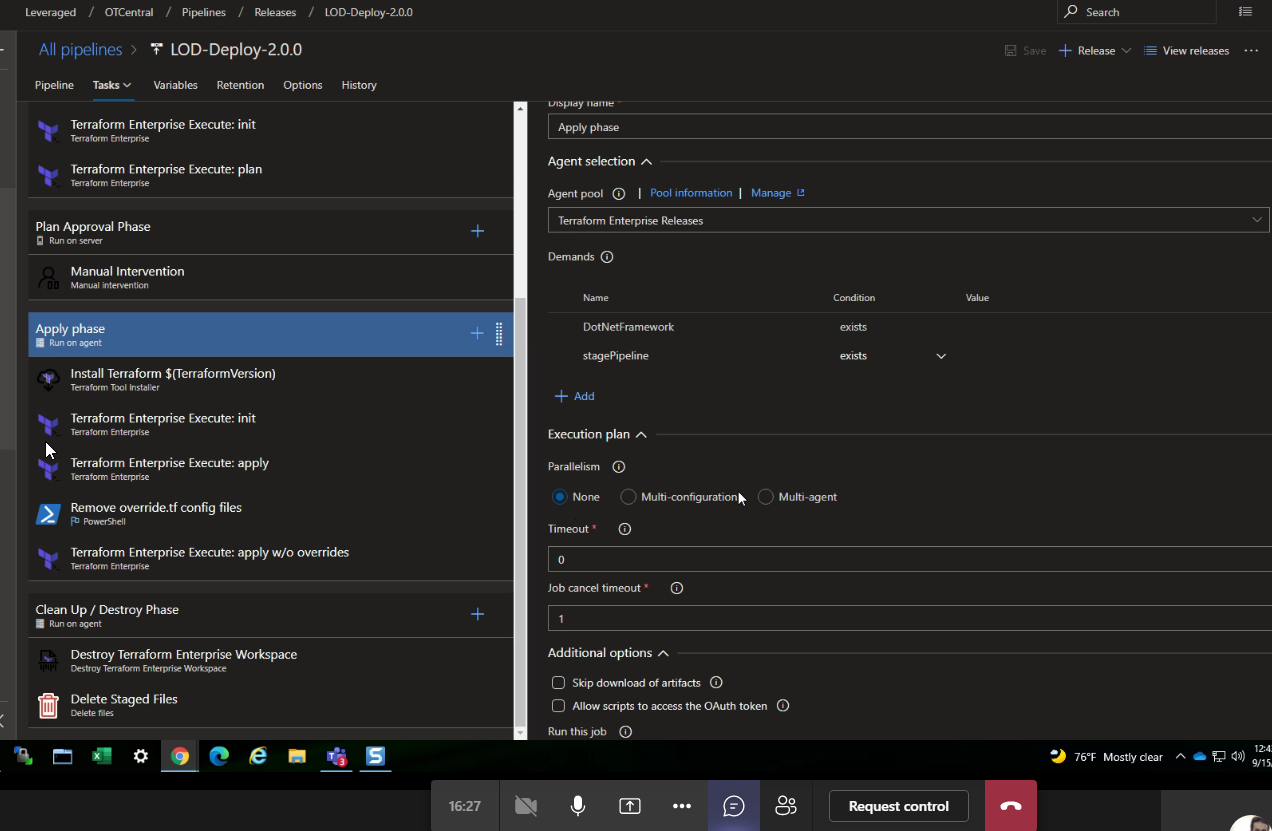 Leveraged / OTCentral / Pipelines / Releases / LOD-Deploy-2.0.0
Search
All pipelines > LOD-Deploy-2.0.0
Save
Release
View releases
Pipeline
Tasks
Variables
Retention
Options
History
Terraform Enterprise Execute: init
Terraform Enterprise
Terraform Enterprise Execute: plan
Terraform Enterprise
Plan Approval Phase
Run on server
Manual Intervention
Manual intervention
Apply phase
Run on agent
Install Terraform $(TerraformVersion)
Terraform Tool Installer
Terraform Enterprise Execute: init
Terraform Enterprise
Terraform Enterprise Execute: apply
Terraform Enterprise
Remove override.tf config files
PowerShell
Terraform Enterprise Execute: apply w/o overrides
Terraform Enterprise
Clean Up / Destroy Phase
Run on agent
Destroy Terraform Enterprise Workspace
Destroy Terraform Enterprise Workspace
Delete Staged Files
Delete files
Display name *
Apply phase
Agent selection
Agent pool | Pool information | Manage
Terraform Enterprise Releases
Demands
Name Condition Value
DotNetFramework exists
stagePipeline exists
Add
Execution plan
Parallelism
None Multi-configuration Multi-agent
Timeout *
0
Job cancel timeout *
1
Additional options
Skip download of artifacts
Allow scripts to access the OAuth token
Run this job
3
76°F Mostly clear
12:4
9/15
16:27
Request control